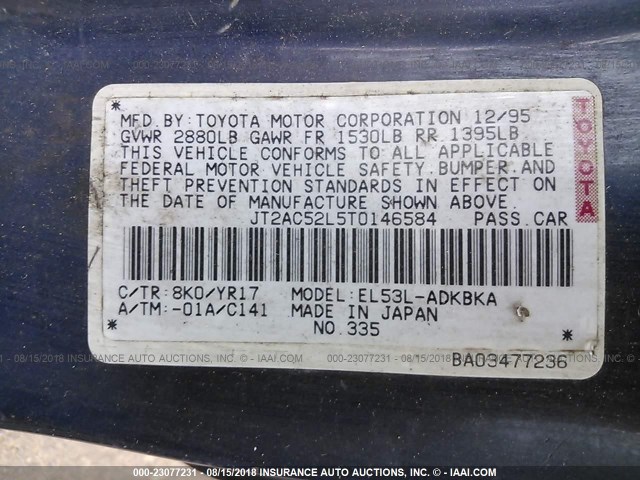 MFD.BY:TOYOTA MOTOR CORPORATION 12/95
GVWR 2880LB GAWR FR 1530LB RR 1395LB
THIS VEHICLE CONFORMS TO ALL APPLICABLE
FEDERAL MOTOR VEHICLE SAFETY,BUMPER,AND
THEFT PREVENTION STANDARDS IN EFFECT ON
THE DATE OF MANUFACTURE SHOWN ABOVE.
JT2AC52L5T0146584 PASS.CAR
TOYOTA
C/TR:8K0/YR17 MODEL:EL53L-ADKBKA
A/TM:-01A/C141 MADE IN JAPAN
NO.335
BA03477236
000-23077231 - 08/15/2018 INSURANCE AUTO AUCTIONS - © - IAAI.COM